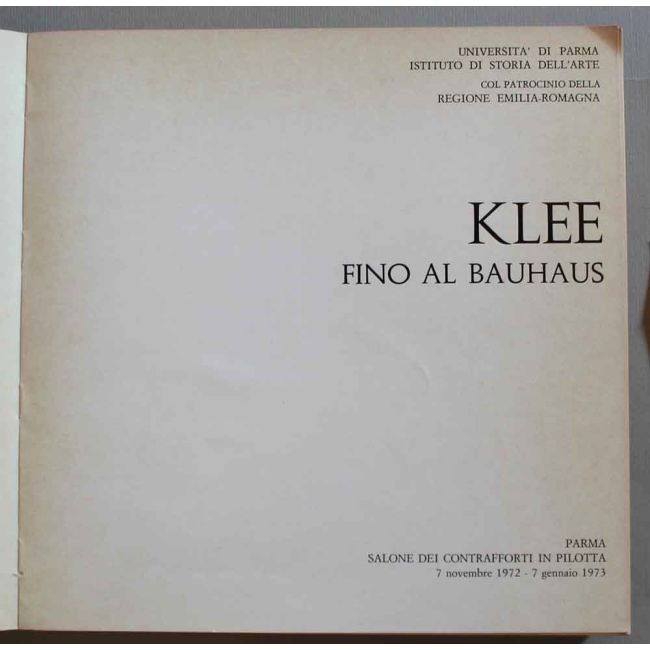 UNIVERSITA' DI PARMA
ISTITUTO DI STORIA DELL'ARTE
COL PATROCINIO DELLA
REGIONE EMILIA-ROMAGNA
KLEE
FINO AL BAUHAUS
PARMA
SALONE DEI CONTRAFFORTI IN PILOTTA
7 novembre 1972 - 7 gennaio 1973